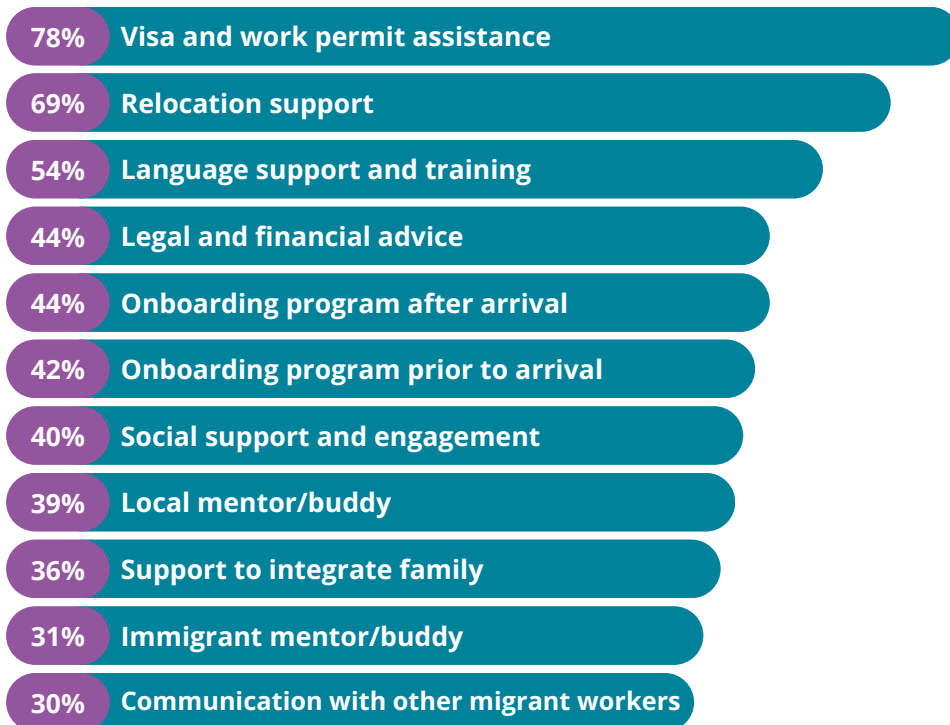 78% Visa and work permit assistance
69% Relocation support
54% Language support and training
44% Legal and financial advice
44% Onboarding program after arrival
42% Onboarding program prior to arrival
40% Social support and engagement
39% Local mentor/buddy
36% Support to integrate family
31% Immigrant mentor/buddy
30% Communication with other migrant workers